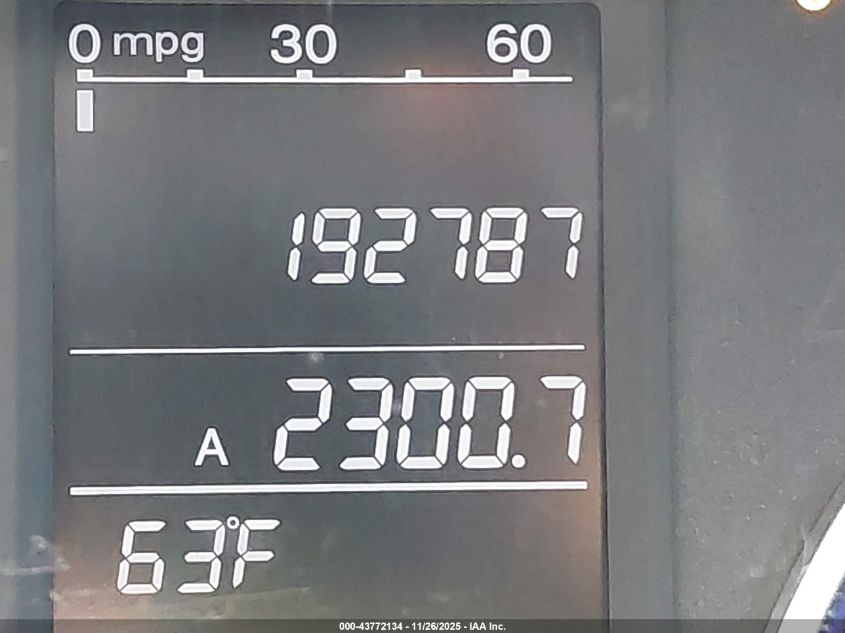 0 mpg 30 60
192787
A 2300.7
63°F
000-43772134 - 11/26/2025 - IAA Inc.